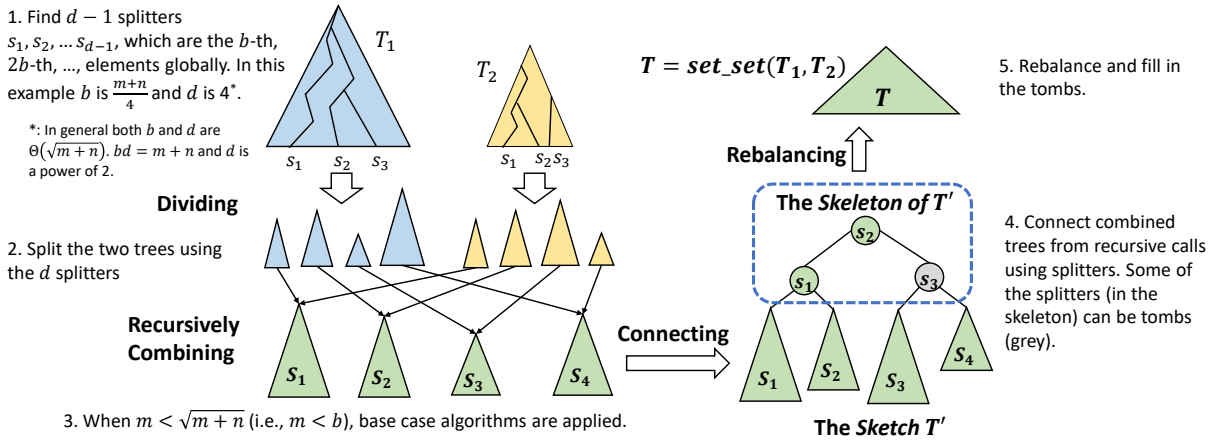 1. Find d − 1 splitters
s₁, s₂, … s_{d−1}, which are the b-th,
2b-th, …, elements globally. In this
example b is (m+n)/4 and d is 4*.
*: In general both b and d are
Θ(√(m + n)). bd = m + n and d is
a power of 2.
T₁
T₂
s₁ s₂ s₃
s₁ s₂ s₃
Dividing
2. Split the two trees using
the d splitters
Recursively
Combining
S₁ S₂ S₃ S₄
3. When m < √(m + n) (i.e., m < b), base case algorithms are applied.
Connecting
T = set_set(T₁, T₂)
T
5. Rebalance and fill in
the tombs.
Rebalancing
The Skeleton of T′
s₂
s₁ s₃
S₁ S₂ S₃ S₄
The Sketch T′
4. Connect combined
trees from recursive calls
using splitters. Some of
the splitters (in the
skeleton) can be tombs
(grey).